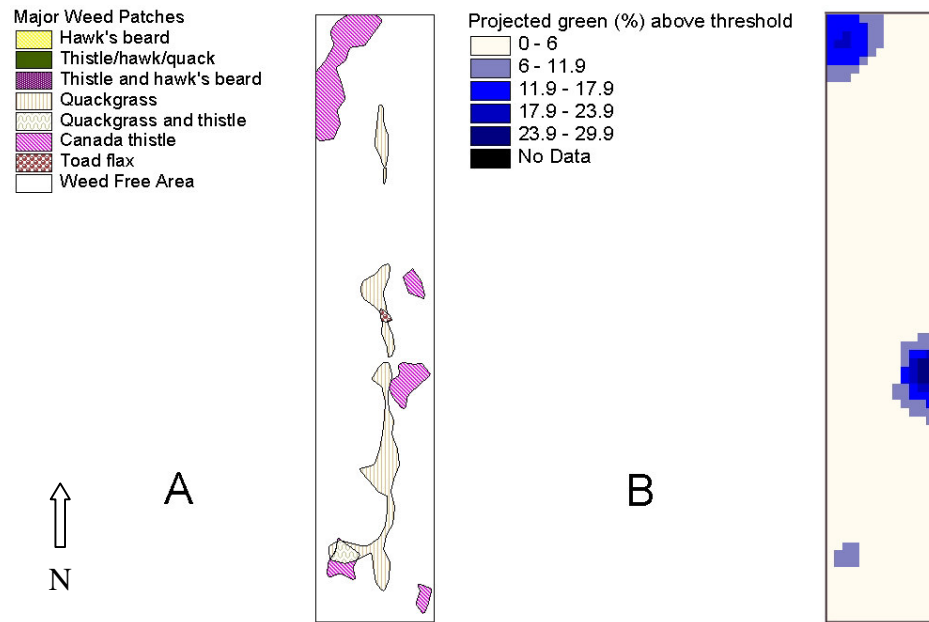 Major Weed Patches
Hawk's beard
Thistle/hawk/quack
Thistle and hawk's beard
Quackgrass
Quackgrass and thistle
Canada thistle
Toad flax
Weed Free Area
A
N
Projected green (%) above threshold
0 - 6
6 - 11.9
11.9 - 17.9
17.9 - 23.9
23.9 - 29.9
No Data
B